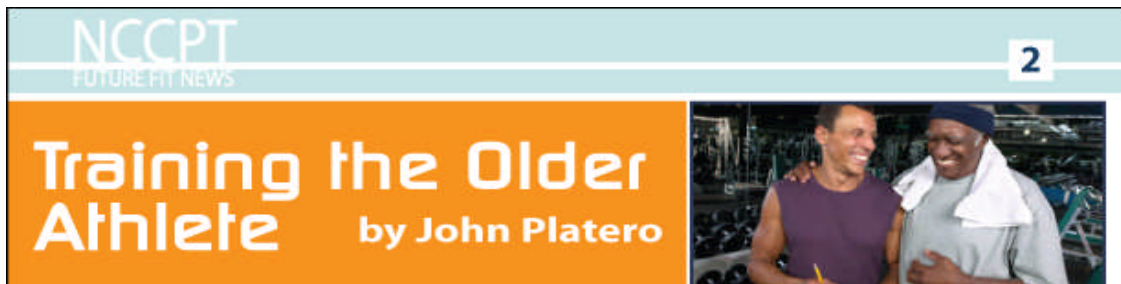 NCCPT
FUTURE FIT NEWS
2
Training the Older
Athlete by John Platero